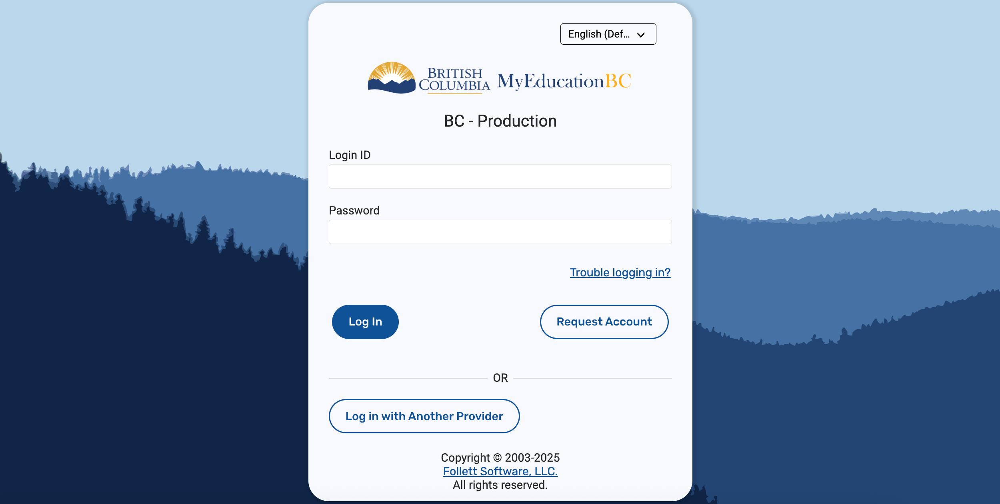 English (Def...
BRITISH
COLUMBIA
MyEducationBC
BC - Production
Login ID
Password
Trouble logging in?
Log In
Request Account
OR
Log in with Another Provider
Copyright © 2003-2025
Follett Software, LLC.
All rights reserved.